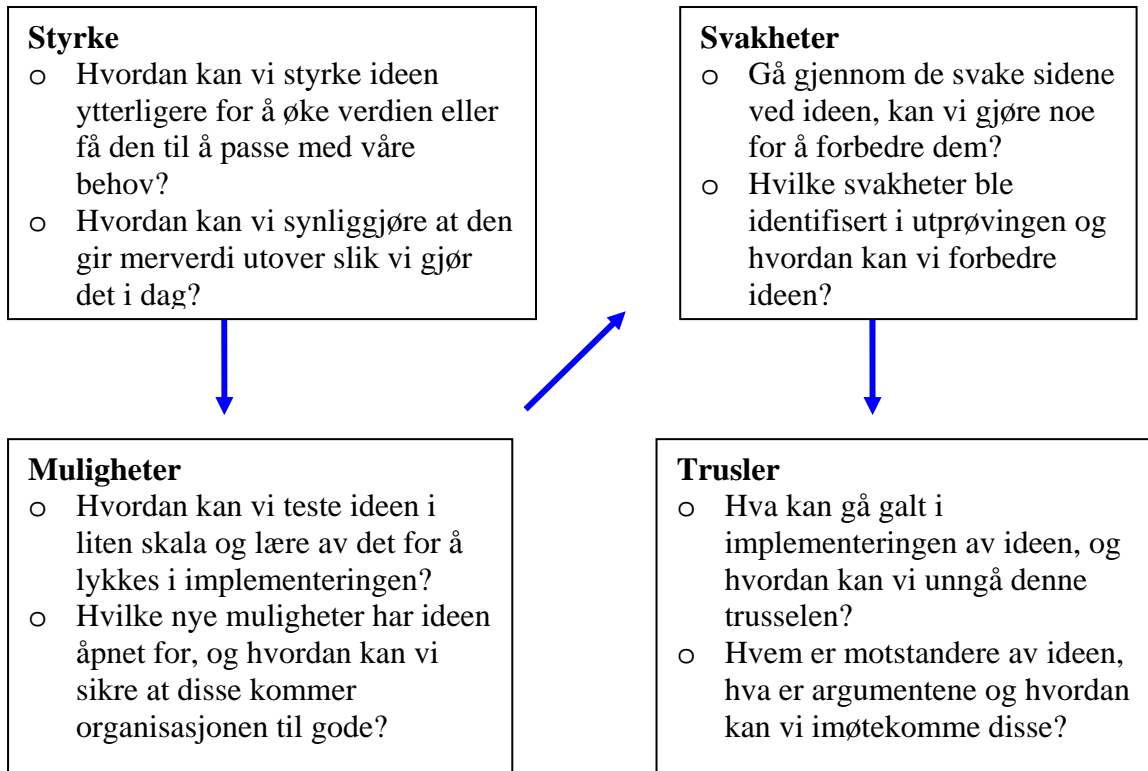 Styrke
o Hvordan kan vi styrke ideen
ytterligere for å øke verdien eller
få den til å passe med våre
behov?
o Hvordan kan vi synliggjøre at den
gir merverdi utover slik vi gjør
det i dag?
Muligheter
o Hvordan kan vi teste ideen i
liten skala og lære av det for å
lykkes i implementeringen?
o Hvilke nye muligheter har ideen
åpnet for, og hvordan kan vi
sikre at disse kommer
organisasjonen til gode?
Svakheter
o Gå gjennom de svake sidene
ved ideen, kan vi gjøre noe
for å forbedre dem?
o Hvilke svakheter ble
identifisert i utprøvingen og
hvordan kan vi forbedre
ideen?
Trusler
o Hva kan gå galt i
implementeringen av ideen, og
hvordan kan vi unngå denne
trusselen?
o Hvem er motstandere av ideen,
hva er argumentene og hvordan
kan vi imøtekomme disse?